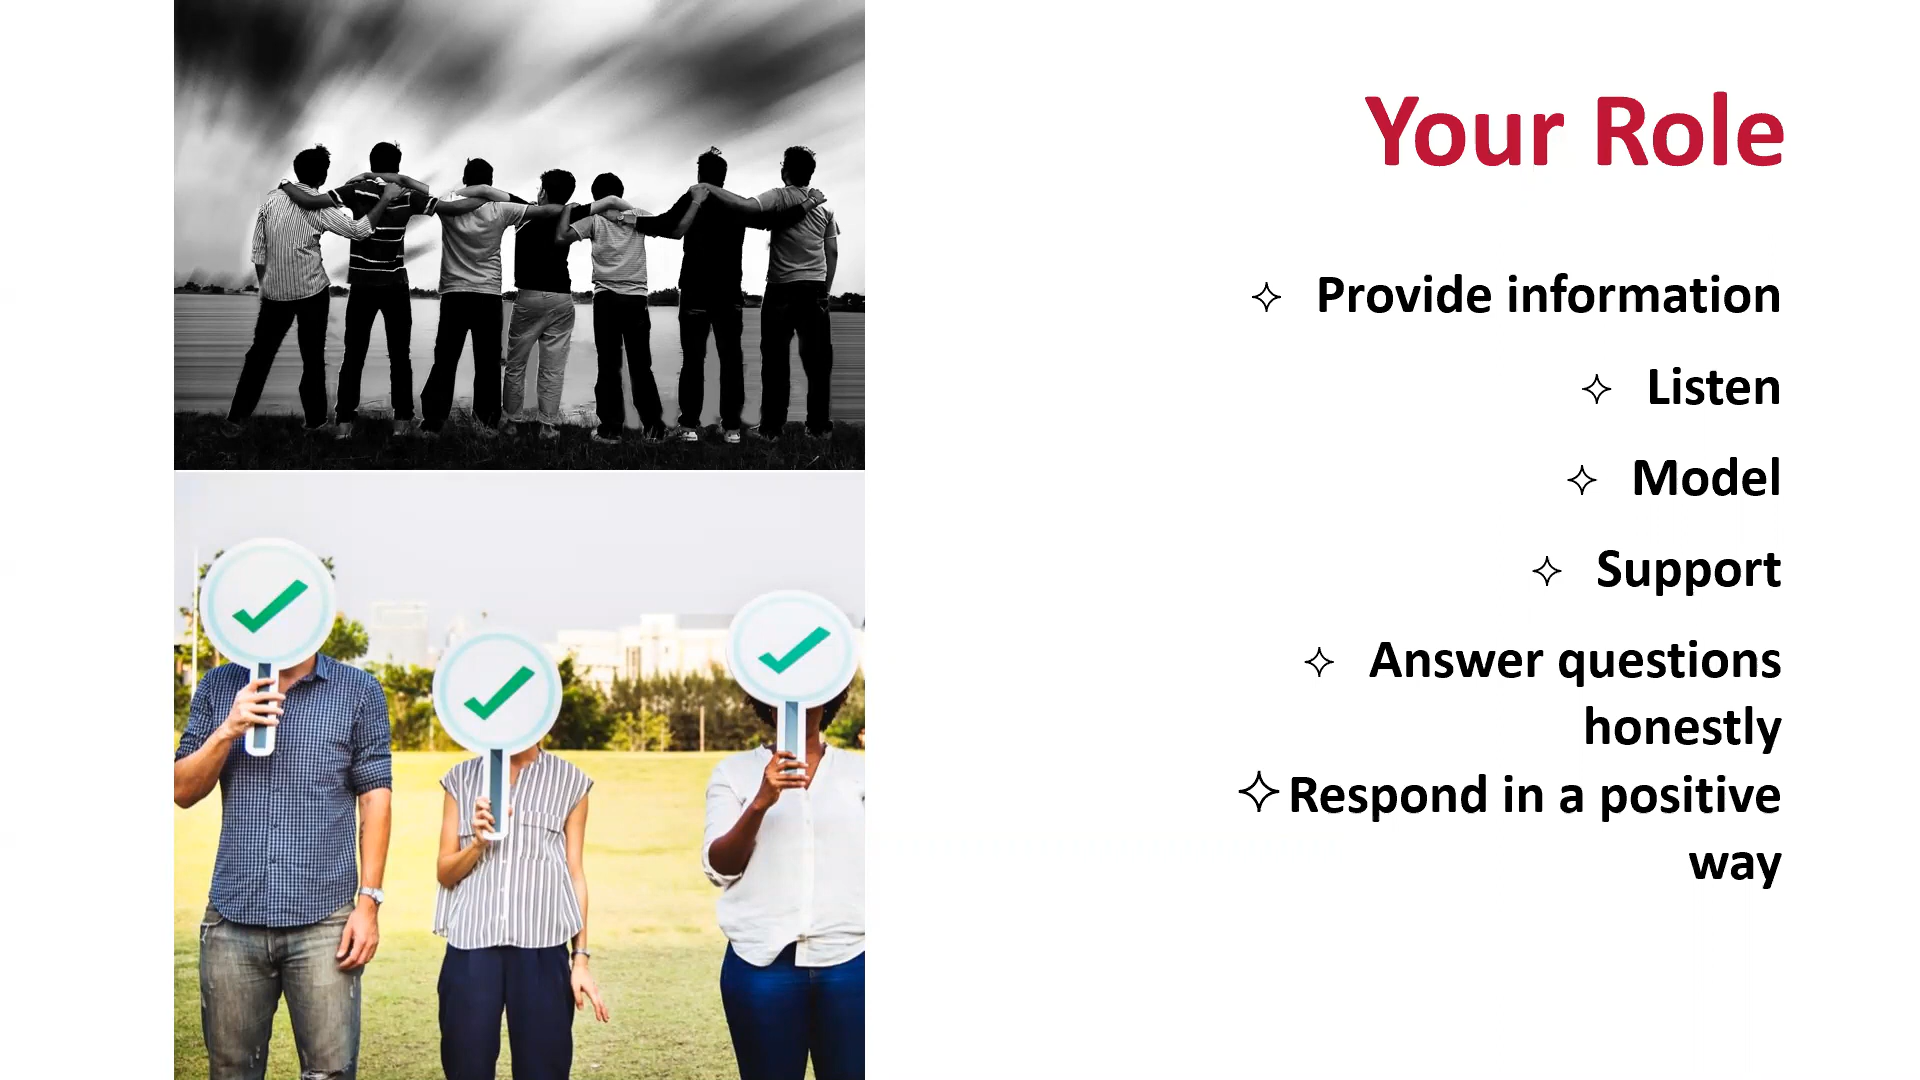 Your Role
✧ Provide information
✧ Listen
✧ Model
✧ Support
✧ Answer questions
honestly
✧ Respond in a positive
way